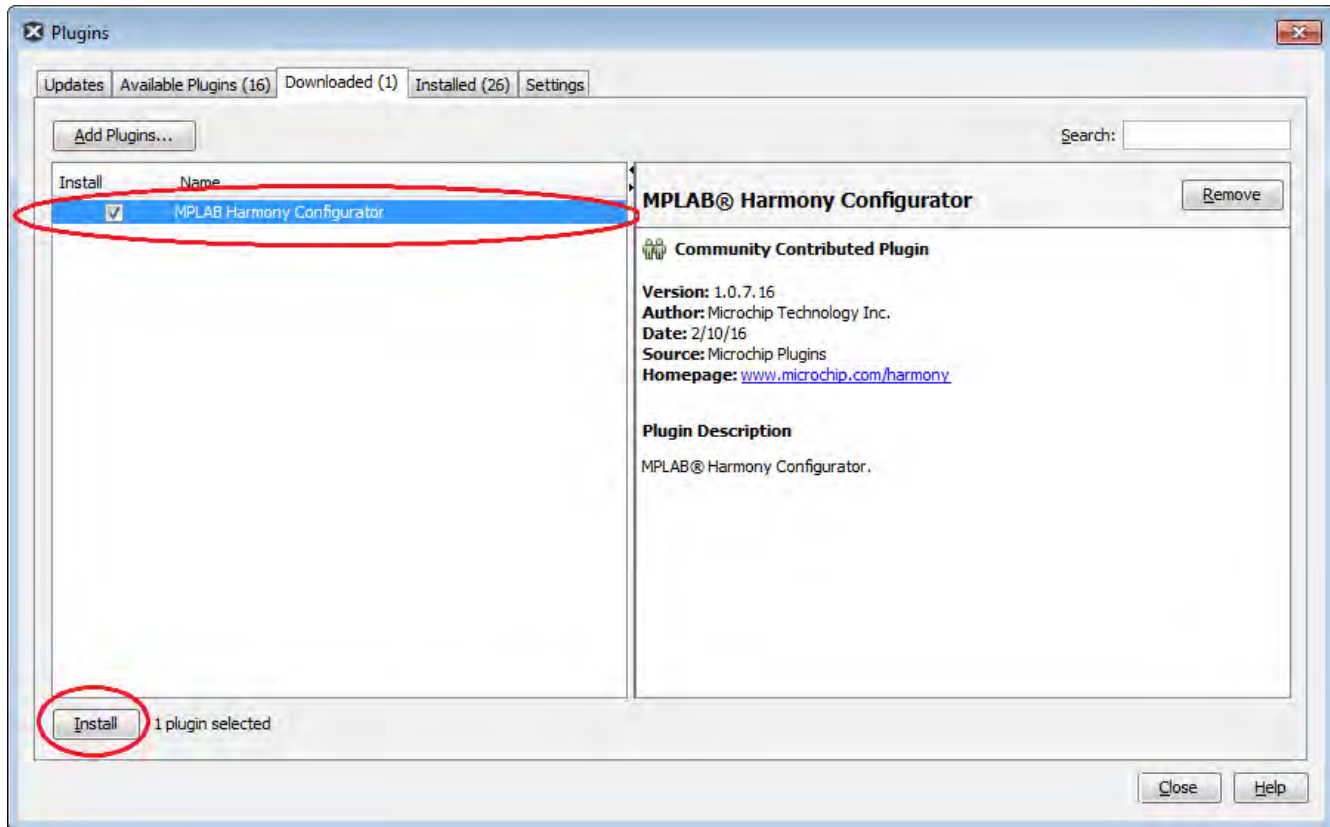 Plugins
Updates Available Plugins (16) Downloaded (1) Installed (26) Settings
Add Plugins... Search:
Install Name
MPLAB Harmony Configurator
MPLAB® Harmony Configurator Remove
Community Contributed Plugin
Version: 1.0.7.16
Author: Microchip Technology Inc.
Date: 2/10/16
Source: Microchip Plugins
Homepage: www.microchip.com/harmony
Plugin Description
MPLAB® Harmony Configurator.
Install 1 plugin selected
Close Help